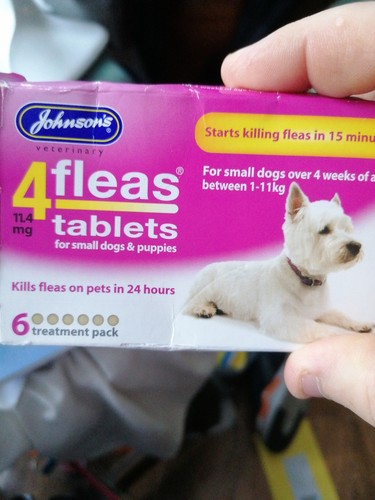 Johnson's
veterinary
4fleas®
11.4
mg
tablets
for small dogs & puppies
Kills fleas on pets in 24 hours
6
treatment pack
Starts killing fleas in 15
For small dogs over 4 weeks of
between 1-11kg